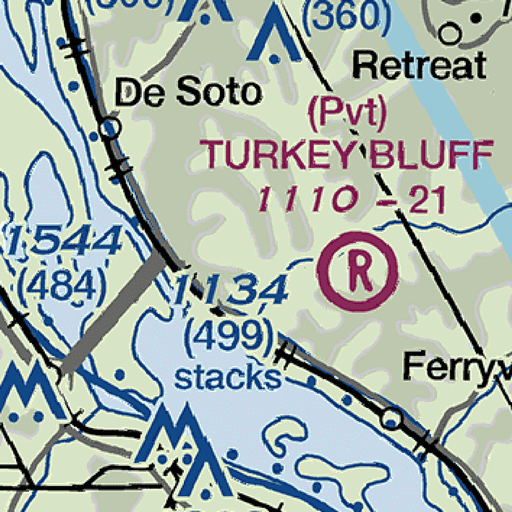 (360)
Retreat
De Soto
(Pvt)
TURKEY BLUFF
1110 - 21
R
1544
(484)
1134
(499)
stacks
Ferryv